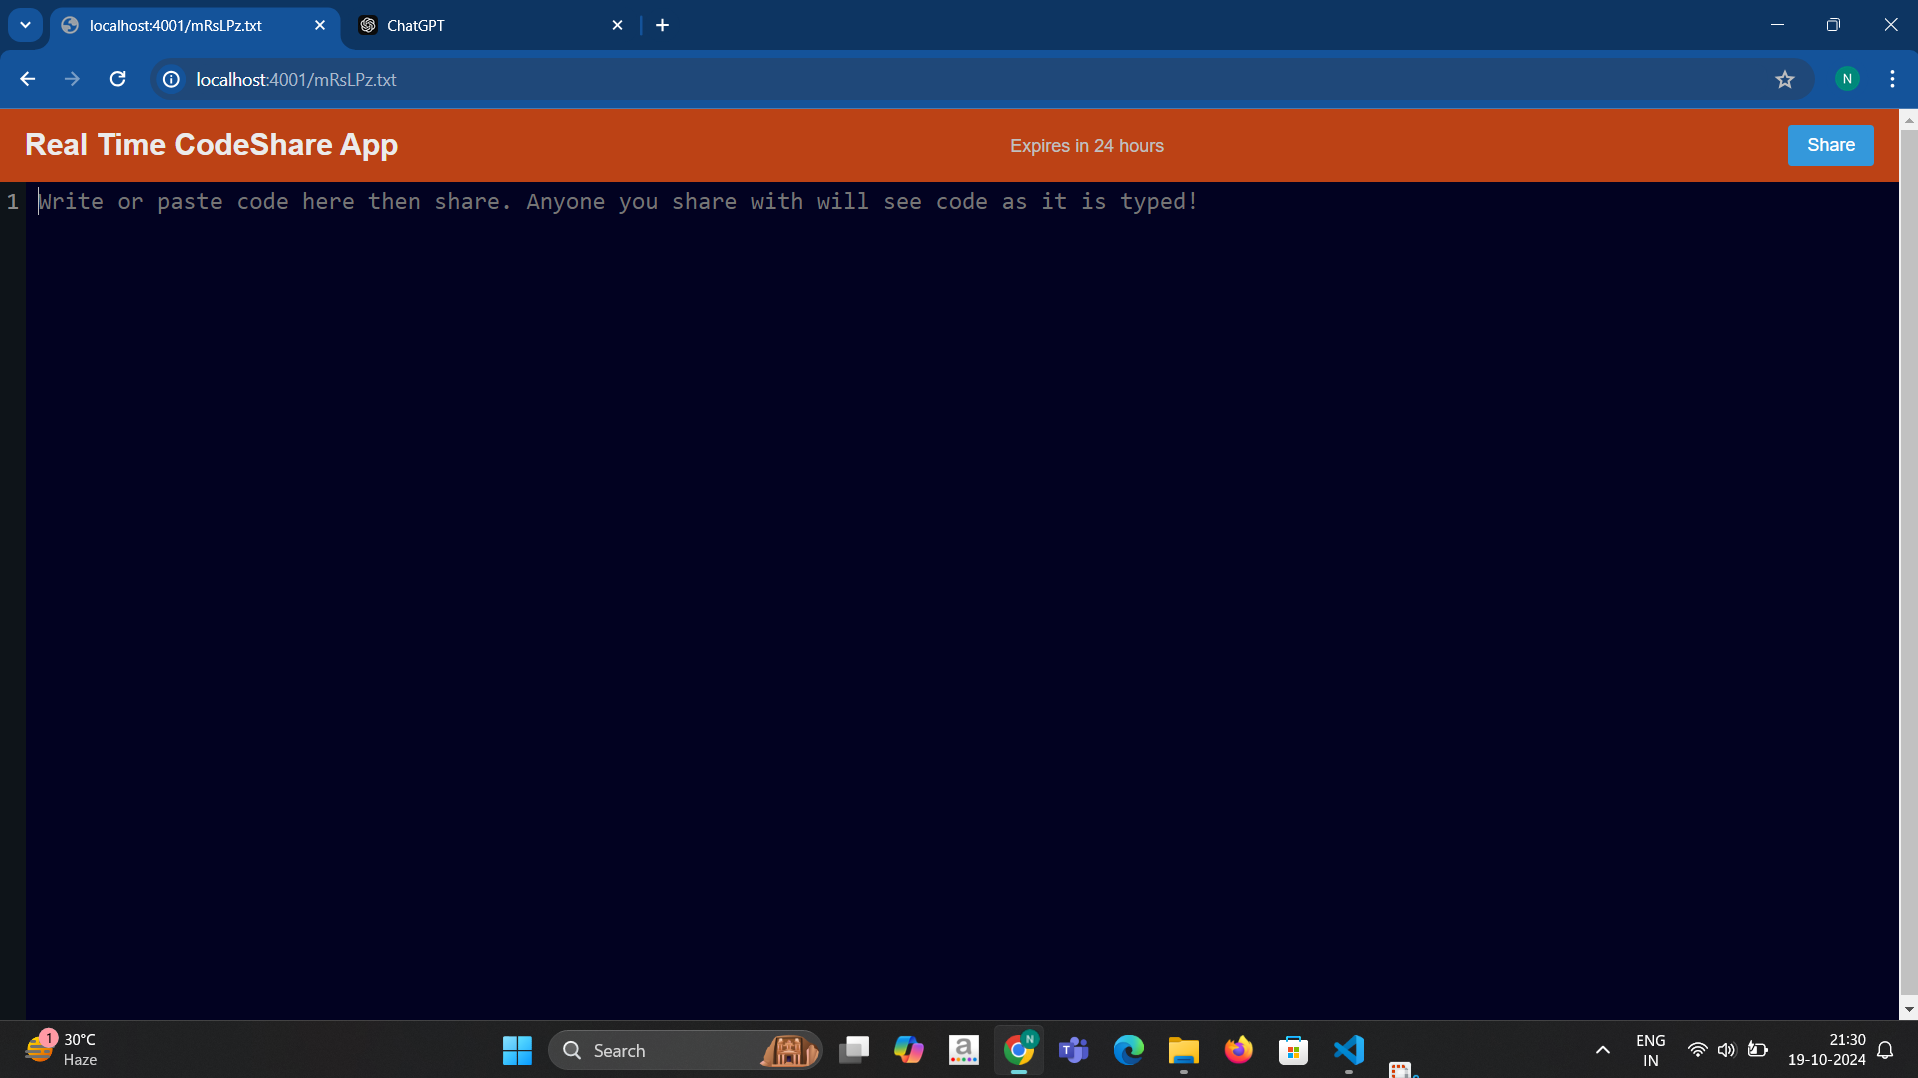 localhost:4001/mRsLPz.txt
ChatGPT
localhost:4001/mRsLPz.txt
N
Real Time CodeShare App
Expires in 24 hours
Share
1
Write or paste code here then share. Anyone you share with will see code as it is typed!
1
30°C
Haze
Search
a
N
T
ENG
IN
21:30
19-10-2024